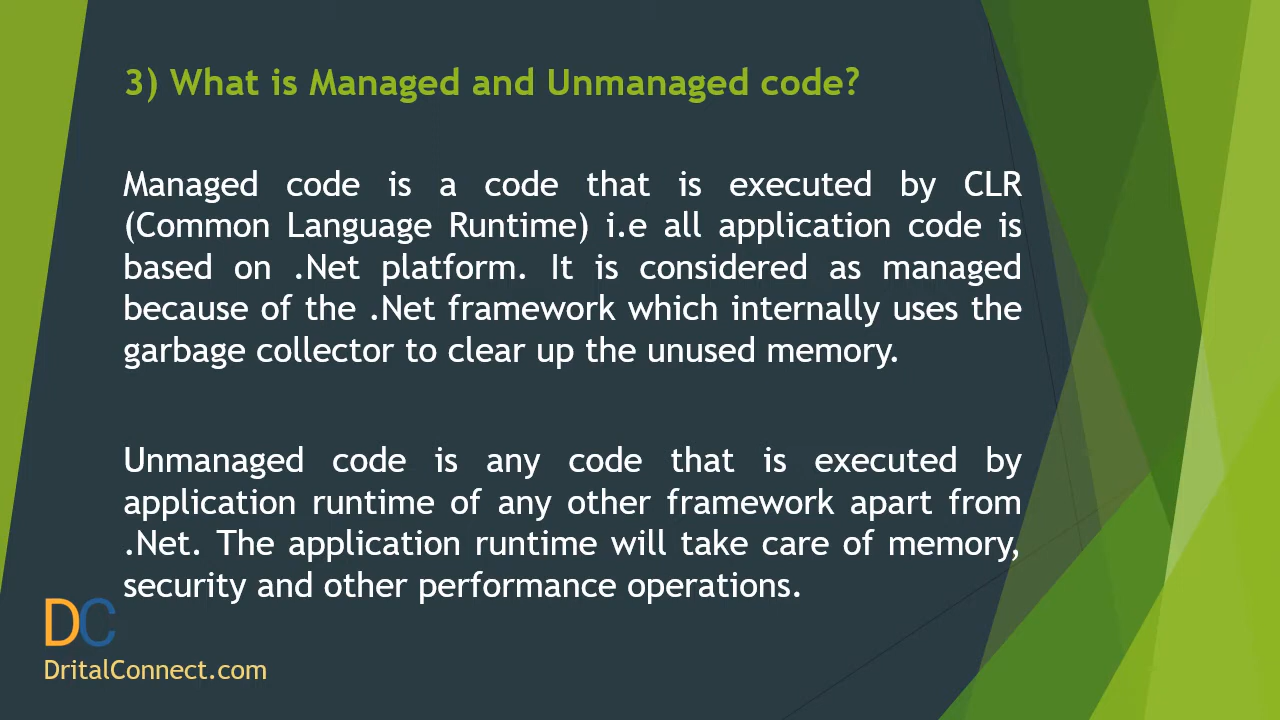 3) What is Managed and Unmanaged code?
Managed code is a code that is executed by CLR
(Common Language Runtime) i.e all application code is
based on .Net platform. It is considered as managed
because of the .Net framework which internally uses the
garbage collector to clear up the unused memory.
Unmanaged code is any code that is executed by
application runtime of any other framework apart from
.Net. The application runtime will take care of memory,
security and other performance operations.
DC
DritalConnect.com